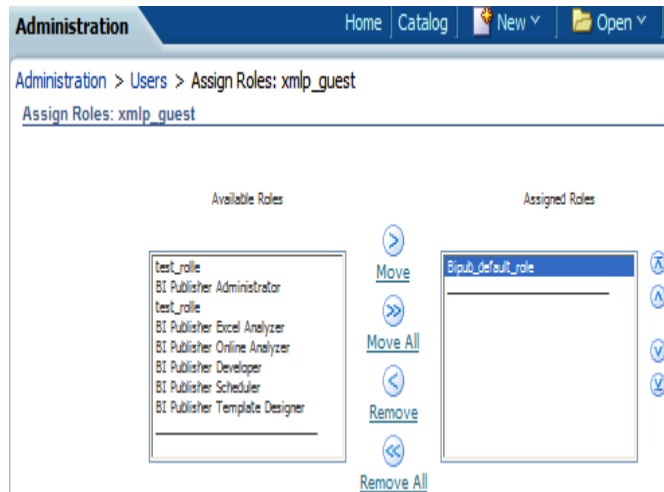 Administration
Home Catalog New Open
Administration > Users > Assign Roles: xmlp_guest
Assign Roles: xmlp_guest
Available Roles
Assigned Roles
test_rolle
BI Publisher Administrator
test_rolle
BI Publisher Excel Analyzer
BI Publisher Online Analyzer
BI Publisher Developer
BI Publisher Scheduler
BI Publisher Template Designer
Move
Move All
Remove
Remove All
Bipub_default_role